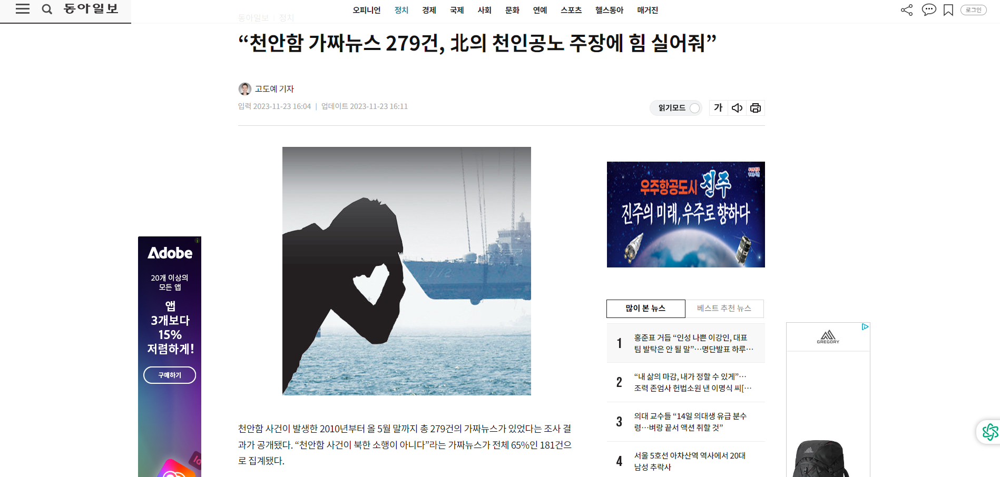 동아일보
오피니언 정치 경제 국제 사회 문화 연예 스포츠 헬스동아 매거진
로그인
동아일보 | 정치
“천안함 가짜뉴스 279건, 北의 천인공노 주장에 힘 실어줘”
고도예 기자
입력 2023-11-23 16:04 | 업데이트 2023-11-23 16:11
읽기모드
가
772
천안함 사건이 발생한 2010년부터 올 5월 말까지 총 279건의 가짜뉴스가 있었다는 조사 결
과가 공개됐다. “천안함 사건이 북한 소행이 아니다”라는 가짜뉴스가 전체 65%인 181건으
로 집계됐다.
Adobe
20개 이상의
모든 앱
앱
3개보다
15%
저렴하게!
구매하기
Id
우주항공도시 진주
진주의 미래, 우주로 향하다
많이 본 뉴스 베스트 추천 뉴스
1 홍준표 거듭 “인성 나쁜 이강인, 대표
팀 발탁은 안 될 말”…명단발표 하루…
2 “내 삶의 마감, 내가 정할 수 있게”…
조력 존엄사 헌법소원 낸 이명식 씨[…
3 의대 교수들 “14일 의대생 유급 분수
령…벼랑 끝서 액션 취할 것”
4 서울 5호선 아차산역 역사에서 20대
남성 추락사
GREGORY
GREGORY